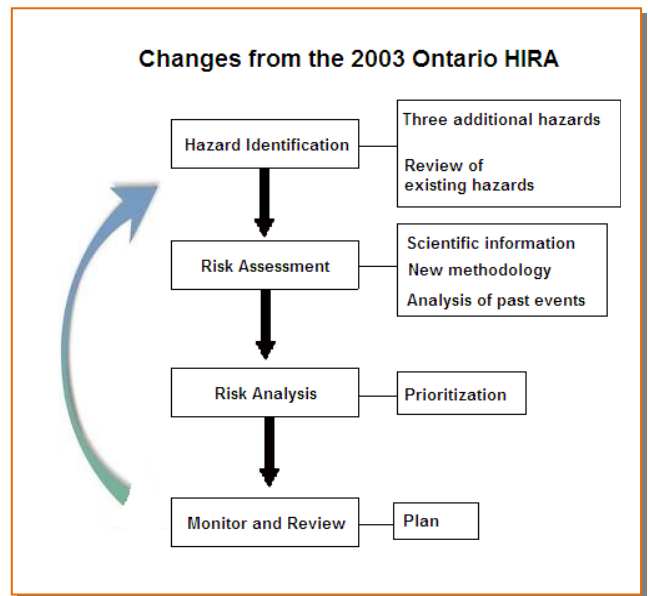 Changes from the 2003 Ontario HIRA
Hazard Identification
Three additional hazards
Review of
existing hazards
Risk Assessment
Scientific information
New methodology
Analysis of past events
Risk Analysis
Prioritization
Monitor and Review
Plan